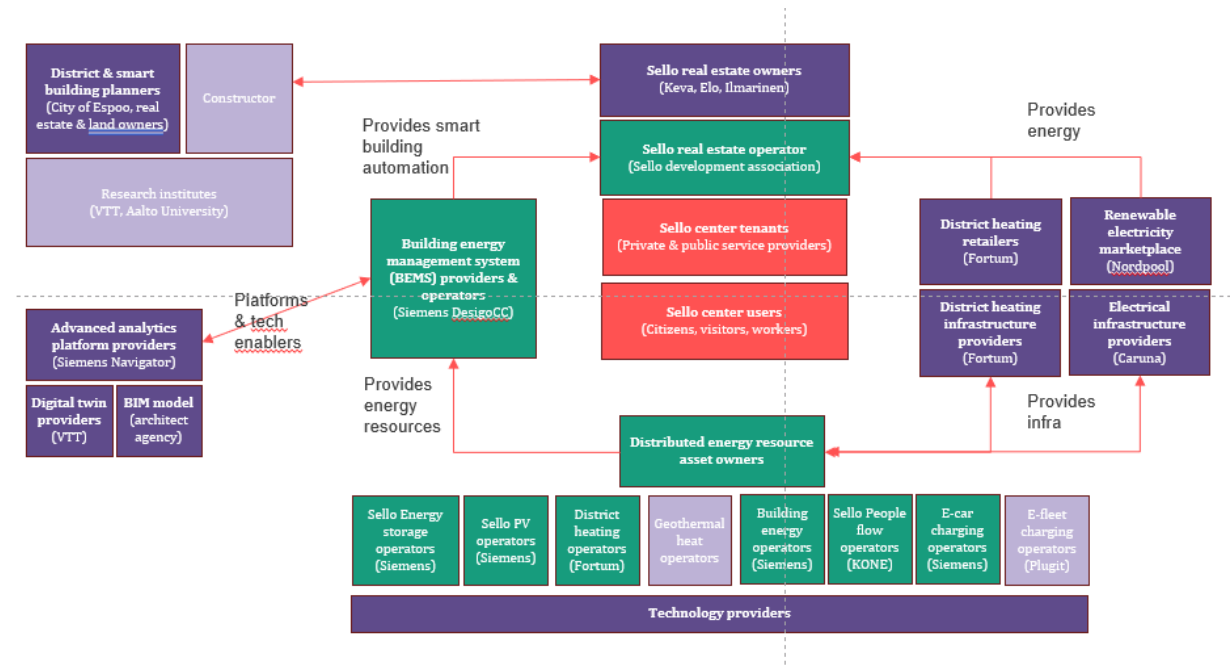 District & smart
building planners
(City of Espoo, real
estate & land owners)
Constructor
Research institutes
(VTT, Aalto University)
Sello real estate owners
(Keva, Elo, Ilmarinen)
Provides smart
building
automation
Sello real estate operator
(Sello development association)
Provides
energy
Sello center tenants
(Private & public service providers)
Sello center users
(Citizens, visitors, workers)
Building energy
management system
(BEMS) providers &
operators
(Siemens DesigoCC)
District heating
retailers
(Fortum)
Renewable
electricity
marketplace
(Nordpool)
District heating
infrastructure
providers
(Fortum)
Electrical
infrastructure
providers
(Caruna)
Platforms
& tech
enablers
Advanced analytics
platform providers
(Siemens Navigator)
Digital twin
providers
(VTT)
BIM model
(architect
agency)
Provides
energy
resources
Provides
infra
Distributed energy resource
asset owners
Sello Energy
storage
operators
(Siemens)
Sello PV
operators
(Siemens)
District
heating
operators
(Fortum)
Geothermal
heat
operators
Building
energy
operators
(Siemens)
Sello People
flow
operators
(KONE)
E-car
charging
operators
(Siemens)
E-fleet
charging
operators
(Plugit)
Technology providers